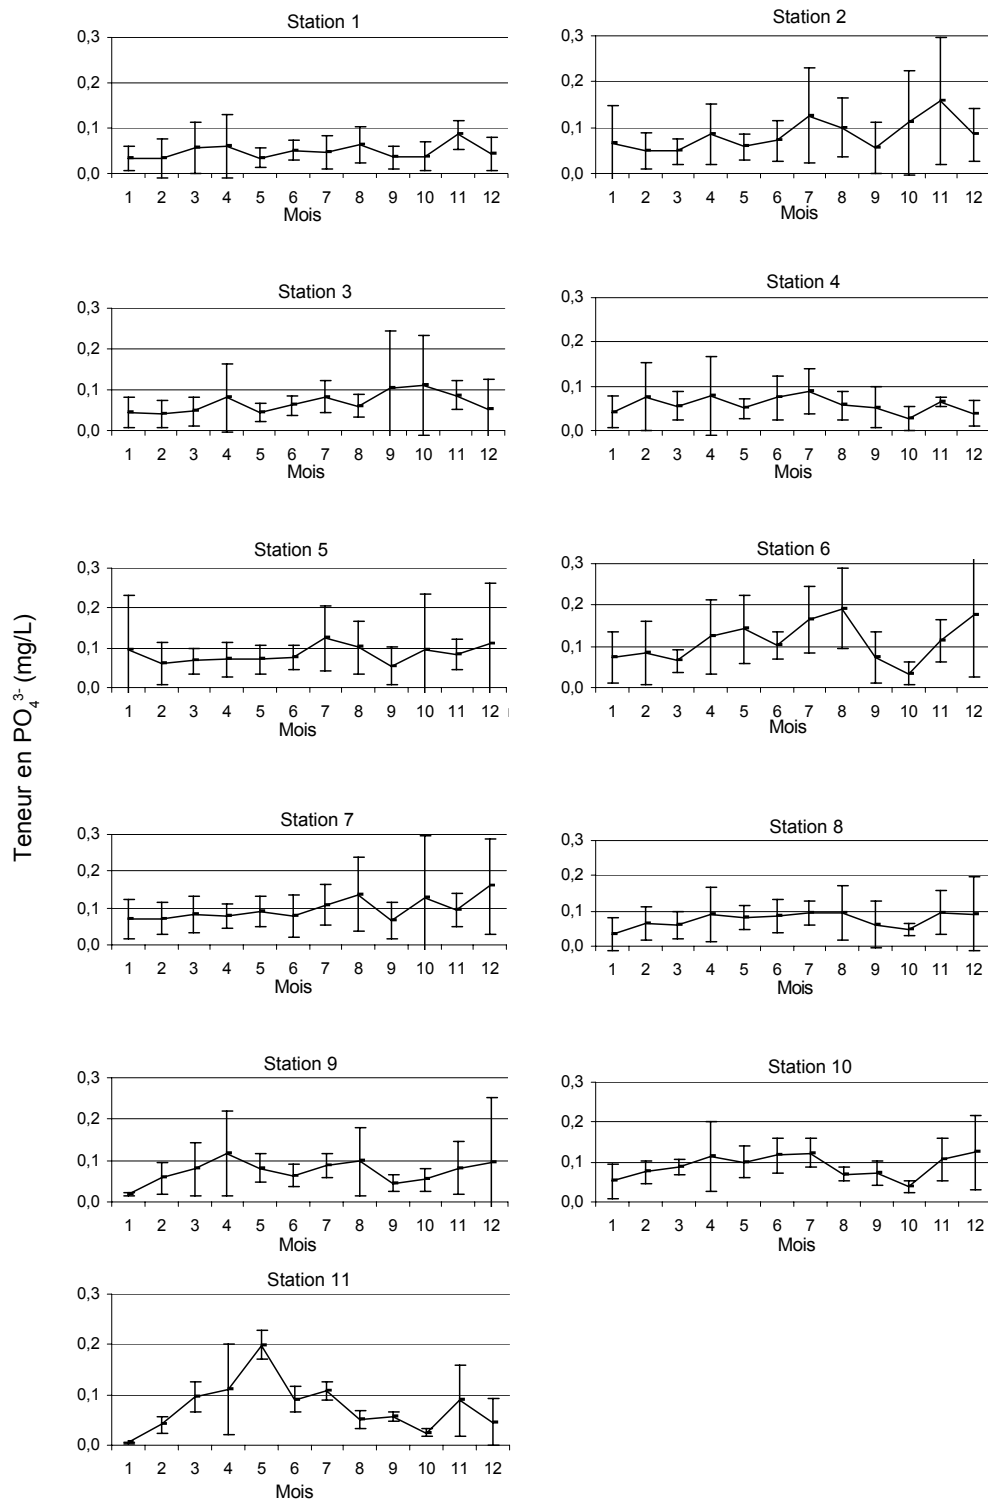 Teneur en PO₄³⁻ (mg/L)
Station 1
0,3
0,2
0,1
0,0
1 2 3 4 5 6 7 8 9 10 11 12
Mois
Station 2
0,3
0,2
0,1
0,0
1 2 3 4 5 6 7 8 9 10 11 12
Mois
Station 3
0,3
0,2
0,1
0,0
1 2 3 4 5 6 7 8 9 10 11 12
Mois
Station 4
0,3
0,2
0,1
0,0
1 2 3 4 5 6 7 8 9 10 11 12
Mois
Station 5
0,3
0,2
0,1
0,0
1 2 3 4 5 6 7 8 9 10 11 12
Mois
Station 6
0,3
0,2
0,1
0,0
1 2 3 4 5 6 7 8 9 10 11 12
Mois
Station 7
0,3
0,2
0,1
0,0
1 2 3 4 5 6 7 8 9 10 11 12
Mois
Station 8
0,3
0,2
0,1
0,0
1 2 3 4 5 6 7 8 9 10 11 12
Mois
Station 9
0,3
0,2
0,1
0,0
1 2 3 4 5 6 7 8 9 10 11 12
Mois
Station 10
0,3
0,2
0,1
0,0
1 2 3 4 5 6 7 8 9 10 11 12
Mois
Station 11
0,3
0,2
0,1
0,0
1 2 3 4 5 6 7 8 9 10 11 12
Mois